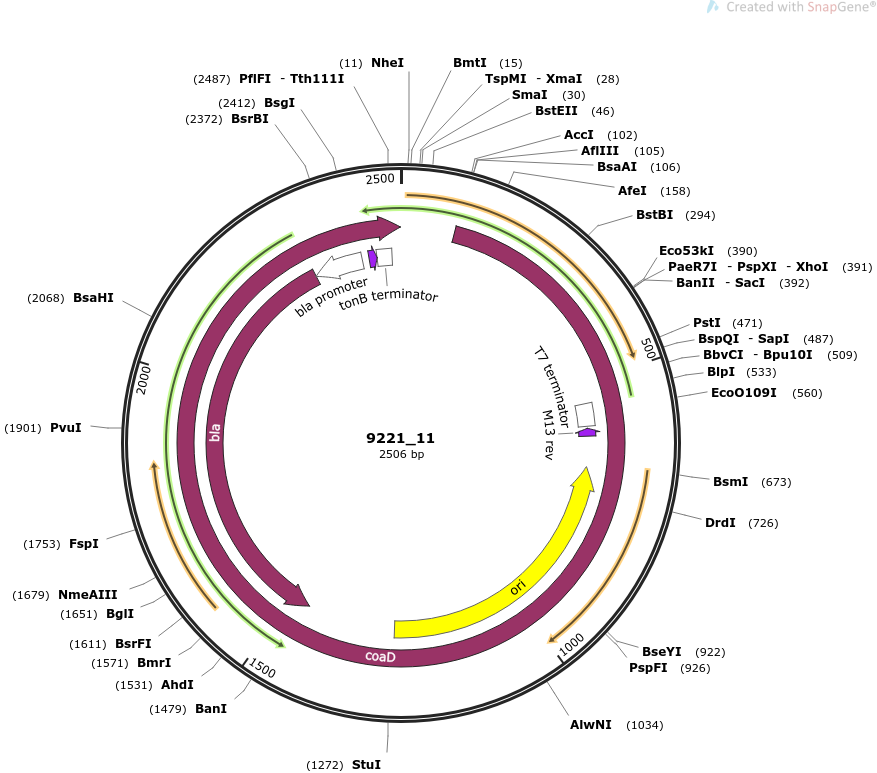 Created with SnapGene®
(11) NheI
BmtI (15)
(2487) PflFI - Tth111I
TspMI - XmaI (28)
(2412) BsgI
SmaI (30)
(2372) BsrBI
BstEII (46)
AccI (102)
AflIII (105)
BsaAI (106)
AfeI (158)
BstBI (294)
Eco53kI (390)
PaeR7I - PspXI - XhoI (391)
BanII - SacI (392)
(2068) BsaHI
PstI (471)
BspQI - SapI (487)
BbvCI - Bpu10I (509)
BlpI (533)
EcoO109I (560)
(1901) PvuI
BsmI (673)
DrdI (726)
(1753) FspI
(1679) NmeAIII
(1651) BglI
(1611) BsrFI
BseYI (922)
(1571) BmrI
PspFI (926)
(1531) AhdI
(1479) BanI
AlwNI (1034)
(1272) StuI
2500
500
1000
1500
2000
bla promoter
tonB terminator
T7 terminator
M13 rev
bla
ori
coaD
9221_11
2506 bp